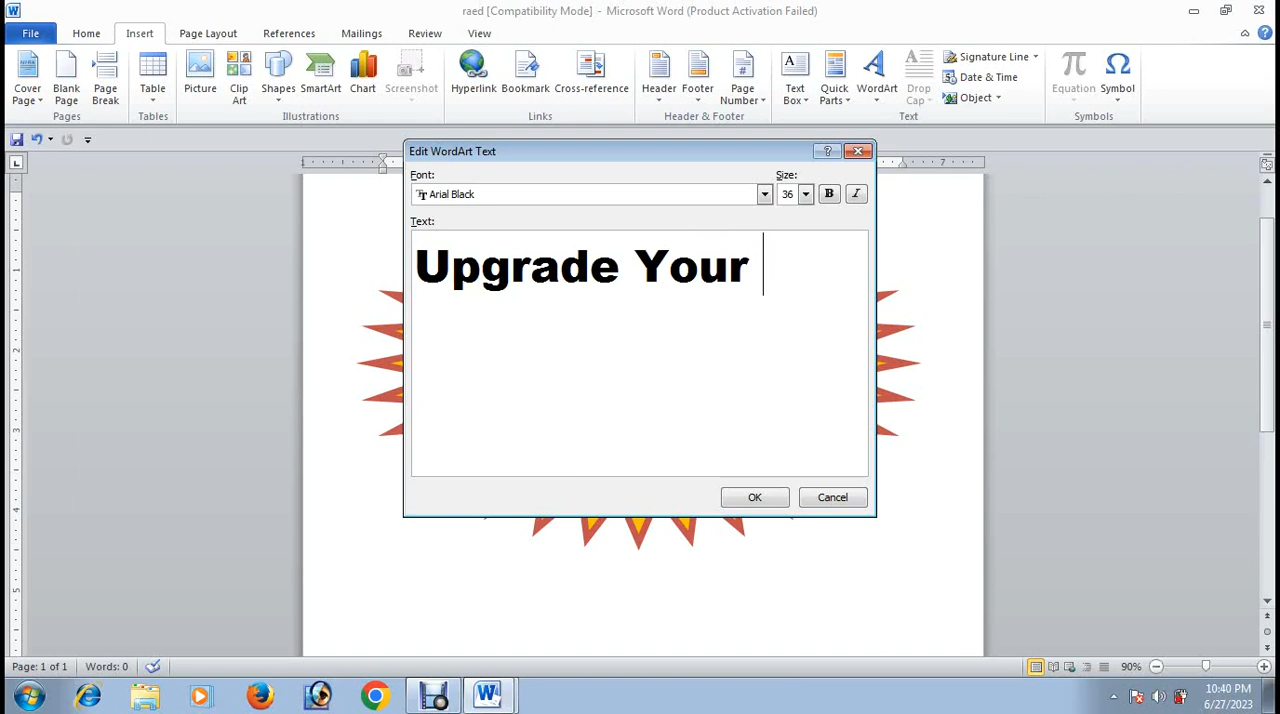 raed [Compatibility Mode] – Microsoft Word (Product Activation Failed)
File Home Insert Page Layout References Mailings Review View
Cover Page Blank Page Page Break Table Picture Clip Art Shapes SmartArt Chart Screenshot Hyperlink Bookmark Cross-reference Header Footer Page Number Text Box Quick Parts WordArt Drop Cap Signature Line Date & Time Object Equation Symbol
Pages Tables Illustrations Links Header & Footer Text Symbols
Edit WordArt Text
Font: Size:
Arial Black 36 B I
Text:
Upgrade Your
OK Cancel
Page: 1 of 1 Words: 0 90%
10:40 PM
6/27/2023